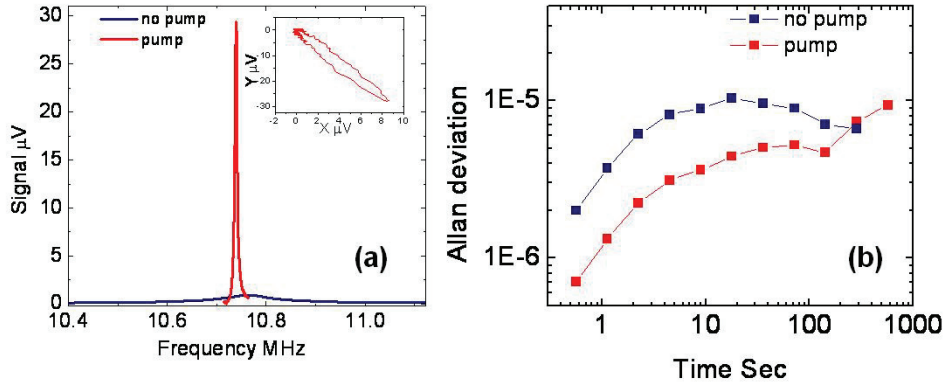 no pump
pump
Signal μV
30
25
20
15
10
5
0
10.4
10.6
10.8
11.0
Frequency MHz
(a)
Y μV
0
-10
-20
-30
-2
0
2
4
6
8
10
X μV
no pump
pump
Allan deviation
1E-5
1E-6
1
10
100
1000
Time Sec
(b)